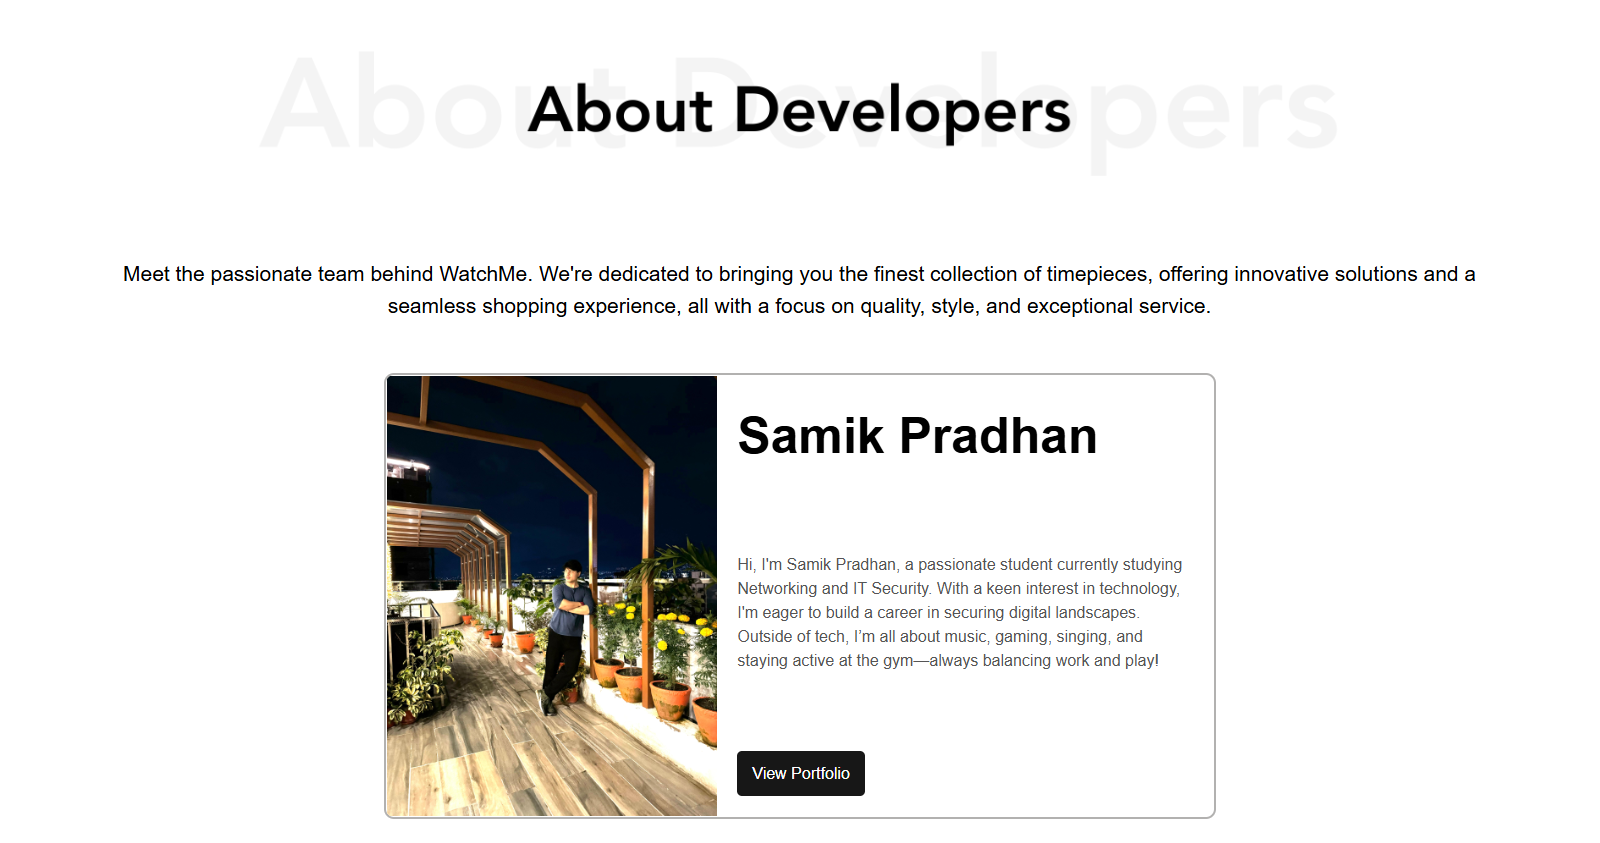 About Developers
About Developers
Meet the passionate team behind WatchMe. We're dedicated to bringing you the finest collection of timepieces, offering innovative solutions and a
seamless shopping experience, all with a focus on quality, style, and exceptional service.
Samik Pradhan
Hi, I'm Samik Pradhan, a passionate student currently studying
Networking and IT Security. With a keen interest in technology,
I'm eager to build a career in securing digital landscapes.
Outside of tech, I’m all about music, gaming, singing, and
staying active at the gym—always balancing work and play!
View Portfolio